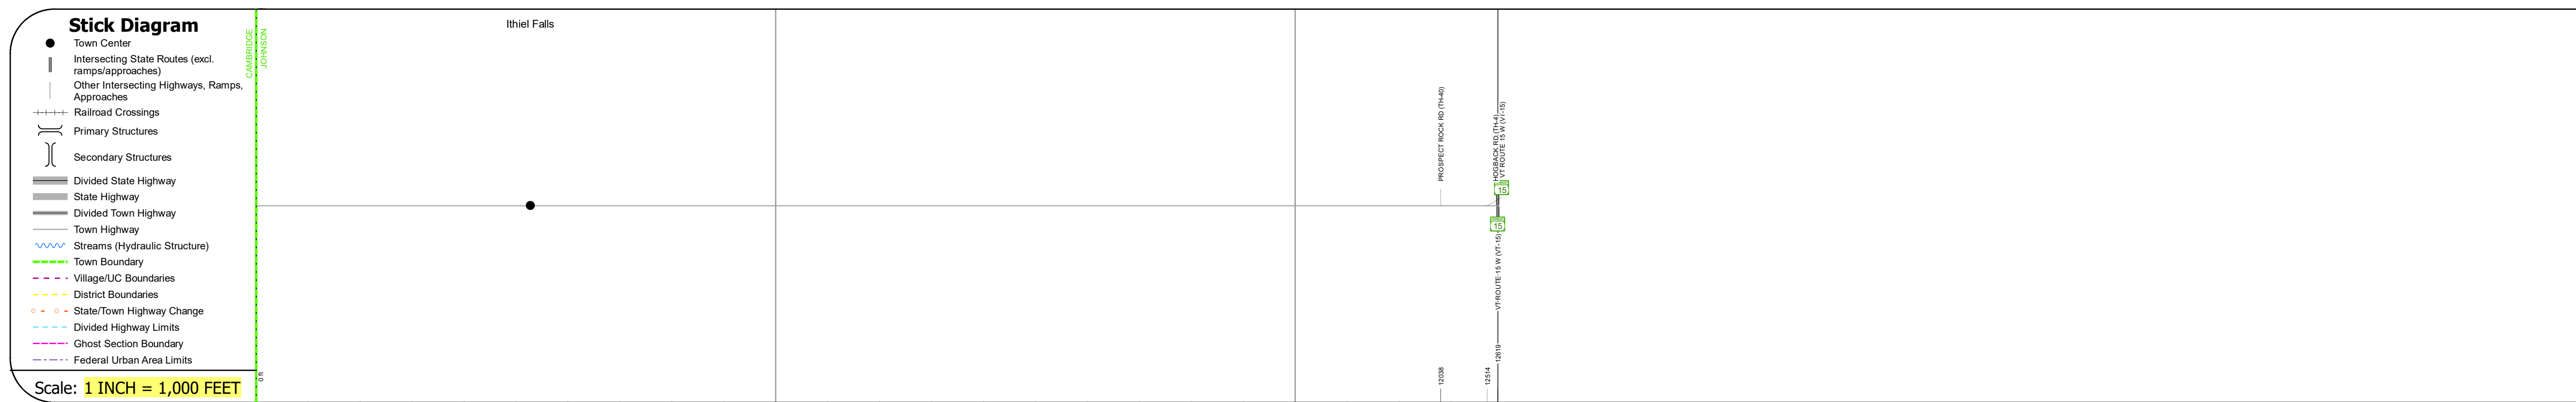 Stick Diagram
Town Center
Intersecting State Routes (excl.
ramps/approaches)
Other Intersecting Highways, Ramps,
Approaches
Railroad Crossings
Primary Structures
Secondary Structures
Divided State Highway
State Highway
Divided Town Highway
Town Highway
Streams (Hydraulic Structure)
Town Boundary
Village/UC Boundaries
District Boundaries
State/Town Highway Change
Divided Highway Limits
Ghost Section Boundary
Federal Urban Area Limits
Scale: 1 INCH = 1,000 FEET
CAMBRIDGE
JOHNSON
0 ft
Ithiel Falls
PROSPECT ROCK RD (TH-40)
HOGBACK RD (TH-4)
VT ROUTE 15 W (VT-15)
15
15
VT-ROUTE-15 W (VT-15)
12038
12514
12619